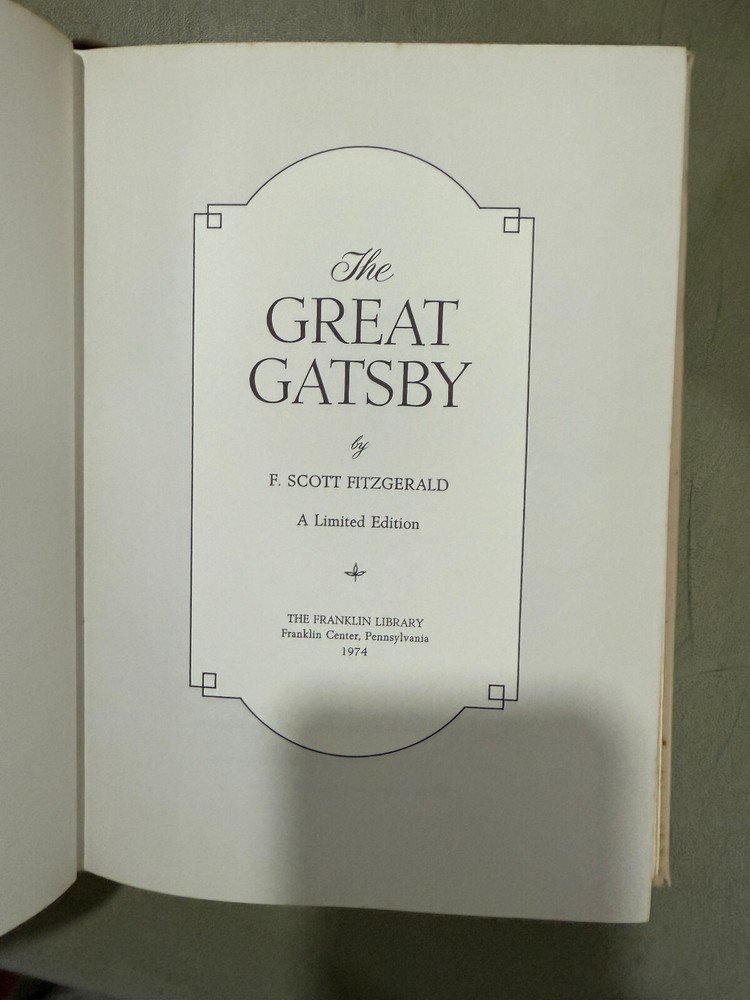 The
GREAT
GATSBY
by
F. SCOTT FITZGERALD
A Limited Edition
THE FRANKLIN LIBRARY
Franklin Center, Pennsylvania
1974